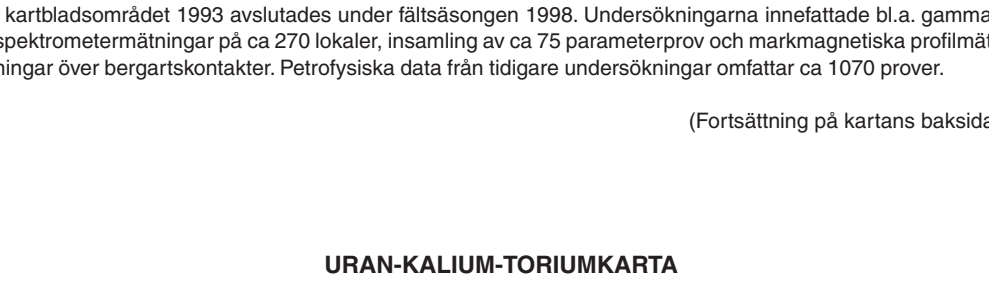 kartbladsområdet 1993 avslutades under fältsäsongen 1998. Undersökningarna innefattade bl.a. gamma
spektrometermätningar på ca 270 lokaler, insamling av ca 75 parameterprov och markmagnetiska profilmät
ningar över bergartskontakter. Petrofysiska data från tidigare undersökningar omfattar ca 1070 prover.
(Fortsättning på kartans baksida
URAN-KALIUM-TORIUMKARTA